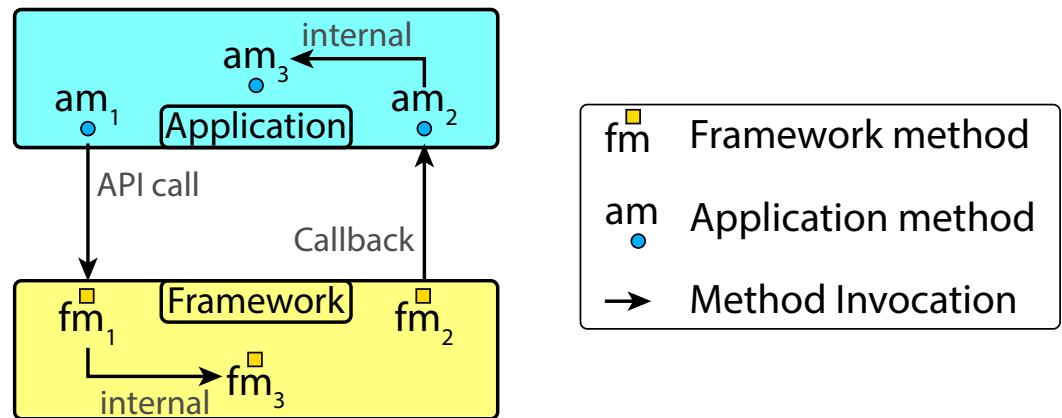 internal
am3
am1
am2
Application
API call
Callback
Framework
fm1
fm2
fm3
internal
fm Framework method
am Application method
Method Invocation